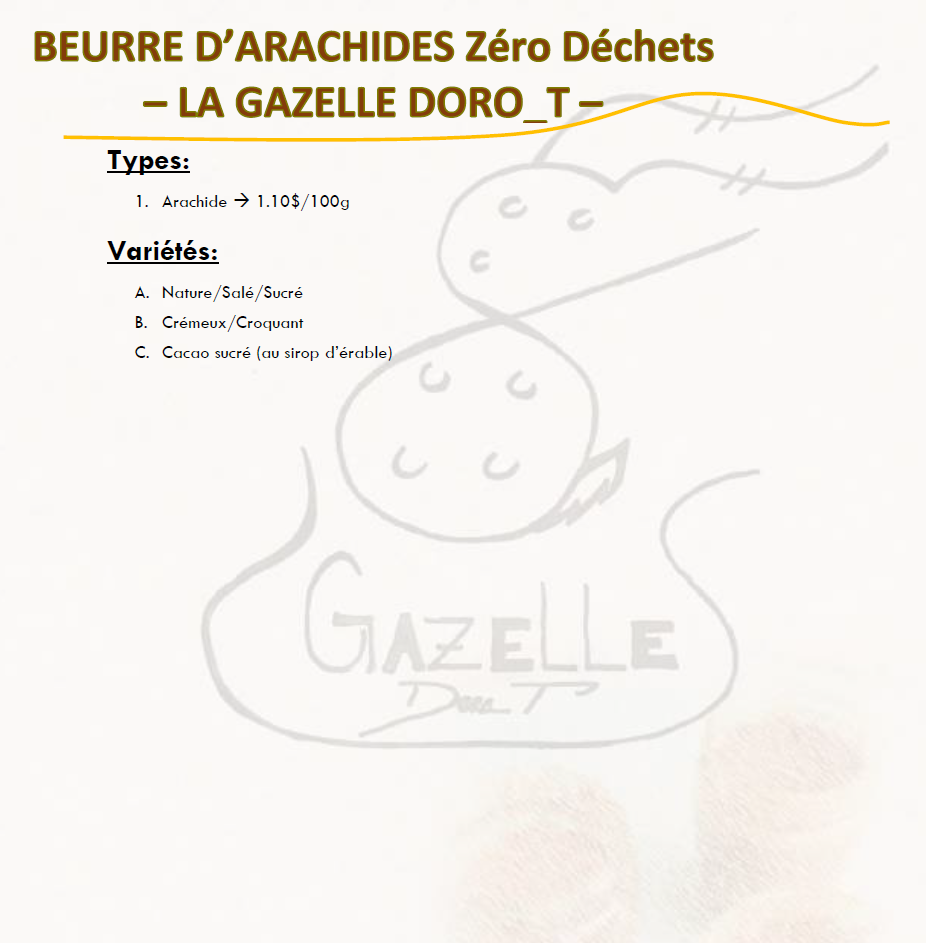 BEURRE D’ARACHIDES Zéro Déchets
– LA GAZELLE DORO_T –
Types:
1. Arachide → 1.10$/100g
Variétés:
A. Nature/Salé/Sucré
B. Crémeux/Croquant
C. Cacao sucré (au sirop d’érable)
GAZELLE
Doro_T